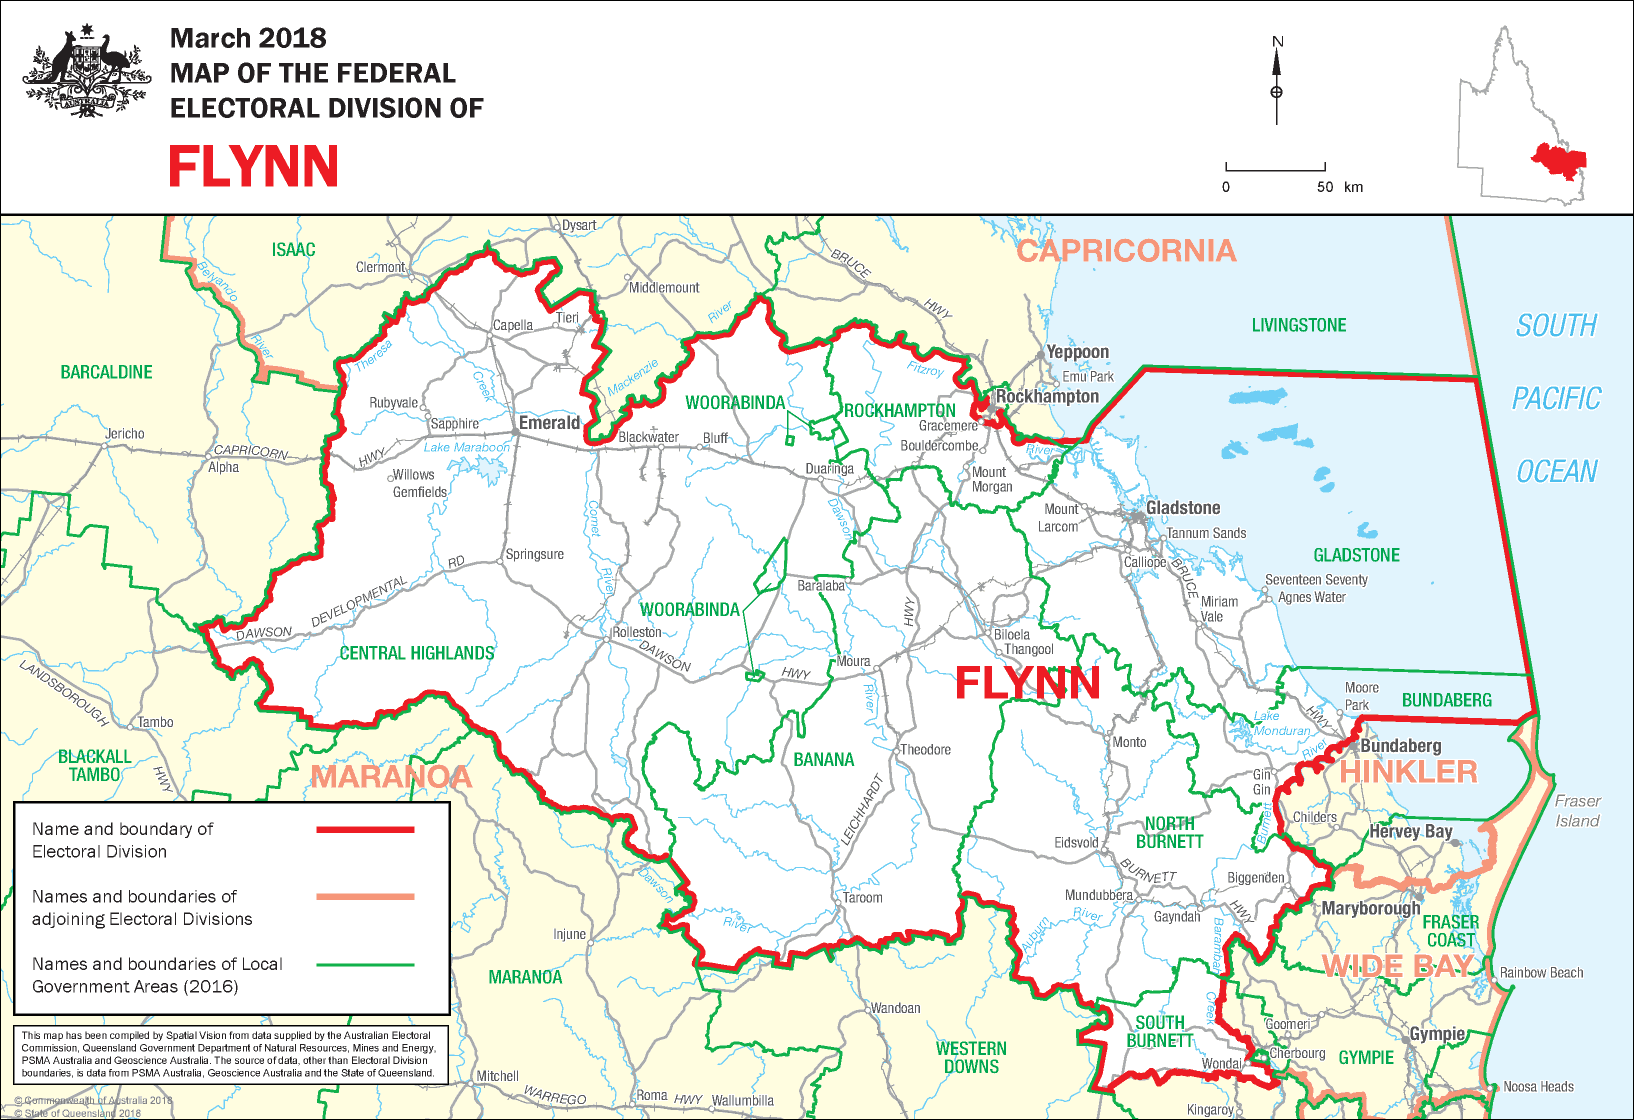 March 2018
MAP OF THE FEDERAL
ELECTORAL DIVISION OF
FLYNN
AUSTRALIA
N
0 50 km
ISAAC
Dysart
CAPRICORNIA
BRUCE
HWY
Clermont
Belyando
River
Middlemount
River
LIVINGSTONE
SOUTH
PACIFIC
OCEAN
Capella
Tieri
Theresa
Creek
Mackenzie
Fitzroy
Yeppoon
Emu Park
BARCALDINE
Rubyvale
Sapphire
Emerald
WOORABINDA
ROCKHAMPTON
Rockhampton
Gracemere
Bouldercombe
River
Jericho
CAPRICORN
HWY
Alpha
Lake Maraboon
Blackwater
Bluff
Willows
Gemfields
Duaringa
Mount
Morgan
Comet
River
Dawson
Mount
Larcom
Gladstone
Tannum Sands
GLADSTONE
Springsure
DAWSON
DEVELOPMENTAL
RD
Calliope
BRUCE
Seventeen Seventy
Agnes Water
Baralaba
WOORABINDA
HWY
Miriam
Vale
Rolleston
Biloela
Thangool
CENTRAL HIGHLANDS
DAWSON
HWY
Moura
FLYNN
River
LANDSBOROUGH
HWY
Tambo
Moore
Park
BUNDABERG
HWY
Lake
Monduran
River
BLACKALL
TAMBO
MARANOA
BANANA
Theodore
Monto
Bundaberg
HINKLER
Gin
Gin
Burnett
LEICHHARDT
Fraser
Island
Childers
Hervey Bay
NORTH
BURNETT
Eidsvold
BURNETT
HWY
Biggenden
Mundubbera
Gayndah
River
Auburn
Barambah
Creek
Maryborough
FRASER
COAST
WIDE BAY
Rainbow Beach
Dawson
River
Taroom
Injune
MARANOA
Wandoan
WESTERN
DOWNS
SOUTH
BURNETT
Goomeri
Cherbourg
Wondai
GYMPIE
Gympie
Noosa Heads
Kingaroy
Mitchell
WARREGO
Roma
HWY
Wallumbilla
Name and boundary of
Electoral Division
Names and boundaries of
adjoining Electoral Divisions
Names and boundaries of Local
Government Areas (2016)
This map has been compiled by Spatial Vision from data supplied by the Australian Electoral
Commission, Queensland Government Department of Natural Resources, Mines and Energy,
PSMA Australia and Geoscience Australia. The source of data, other than Electoral Division
boundaries, is data from PSMA Australia, Geoscience Australia and the State of Queensland.
© Commonwealth of Australia 2018
© State of Queensland 2018